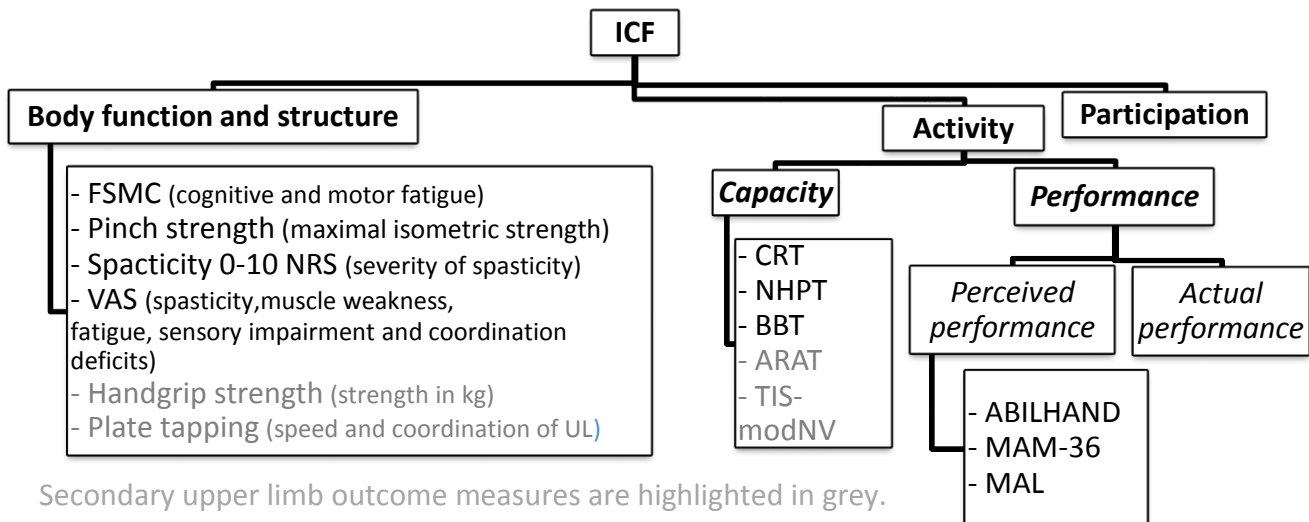 ICF
Body function and structure
Activity
Participation
- FSMC (cognitive and motor fatigue)
- Pinch strength (maximal isometric strength)
- Spacticity 0-10 NRS (severity of spasticity)
- VAS (spasticity,muscle weakness,
fatigue, sensory impairment and coordination
deficits)
- Handgrip strength (strength in kg)
- Plate tapping (speed and coordination of UL)
Capacity
Performance
- CRT
- NHPT
- BBT
- ARAT
- TIS-
modNV
Perceived
performance
Actual
performance
- ABILHAND
- MAM-36
- MAL
Secondary upper limb outcome measures are highlighted in grey.